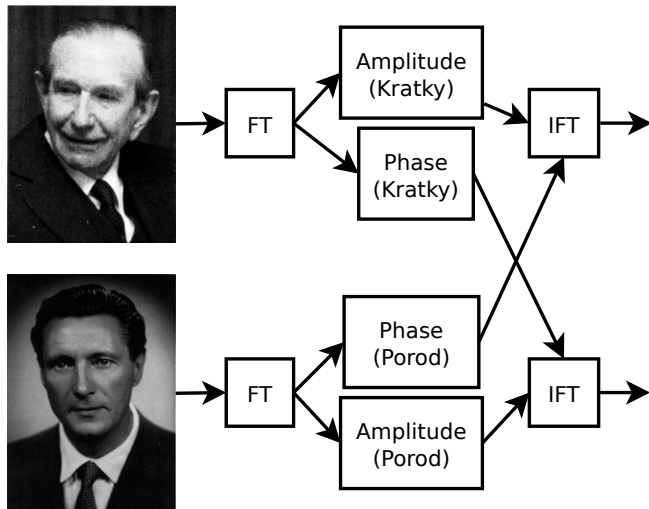 Amplitude
(Kratky)
FT
IFT
Phase
(Kratky)
Phase
(Porod)
FT
IFT
Amplitude
(Porod)